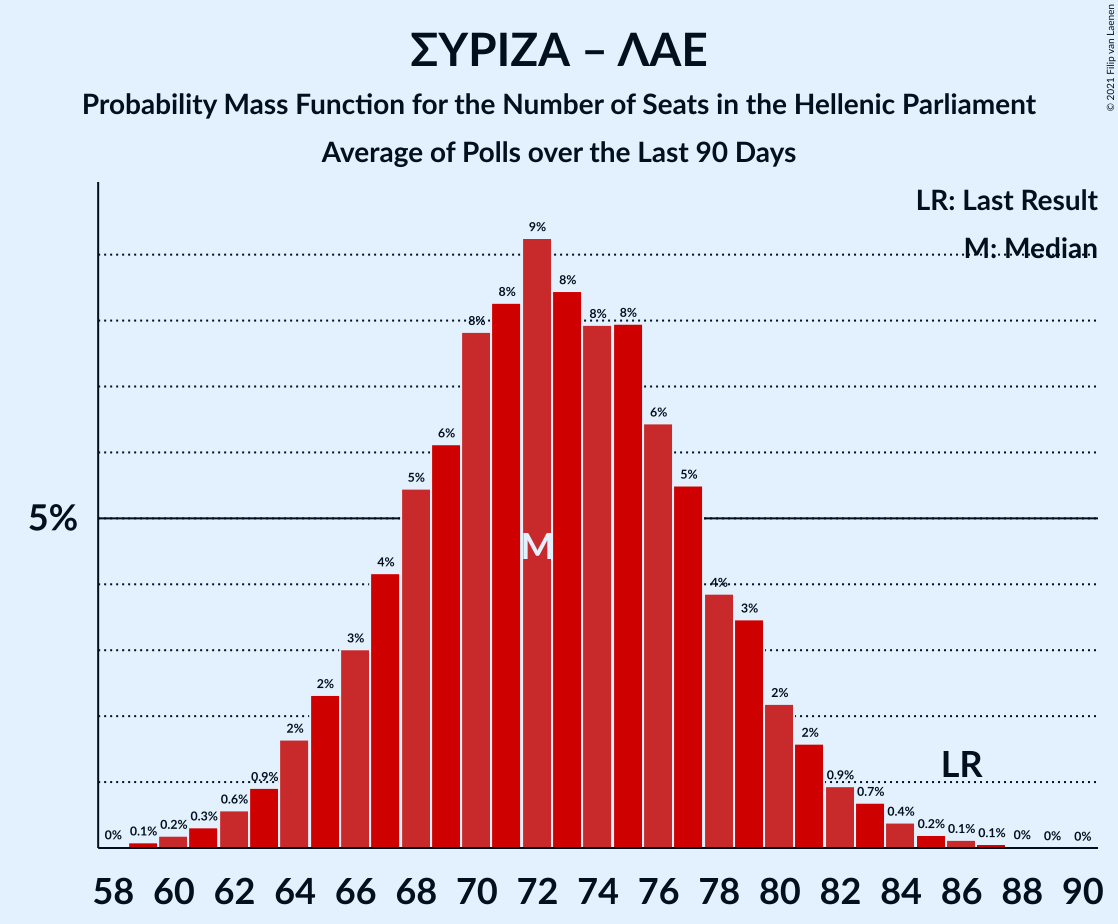 ΣΥΡΙΖΑ – ΛΑΕ
Probability Mass Function for the Number of Seats in the Hellenic Parliament
Average of Polls over the Last 90 Days
© 2021 Filip van Laenen
LR: Last Result
M: Median
5%
0% 0.1% 0.2% 0.3% 0.6% 0.9% 2% 2% 3% 4% 5% 6% 8% 8% 9% 8% 8% 8% 6% 5% 4% 3% 2% 2% 0.9% 0.7% 0.4% 0.2% 0.1% 0.1% 0% 0% 0%
M
LR
58 60 62 64 66 68 70 72 74 76 78 80 82 84 86 88 90